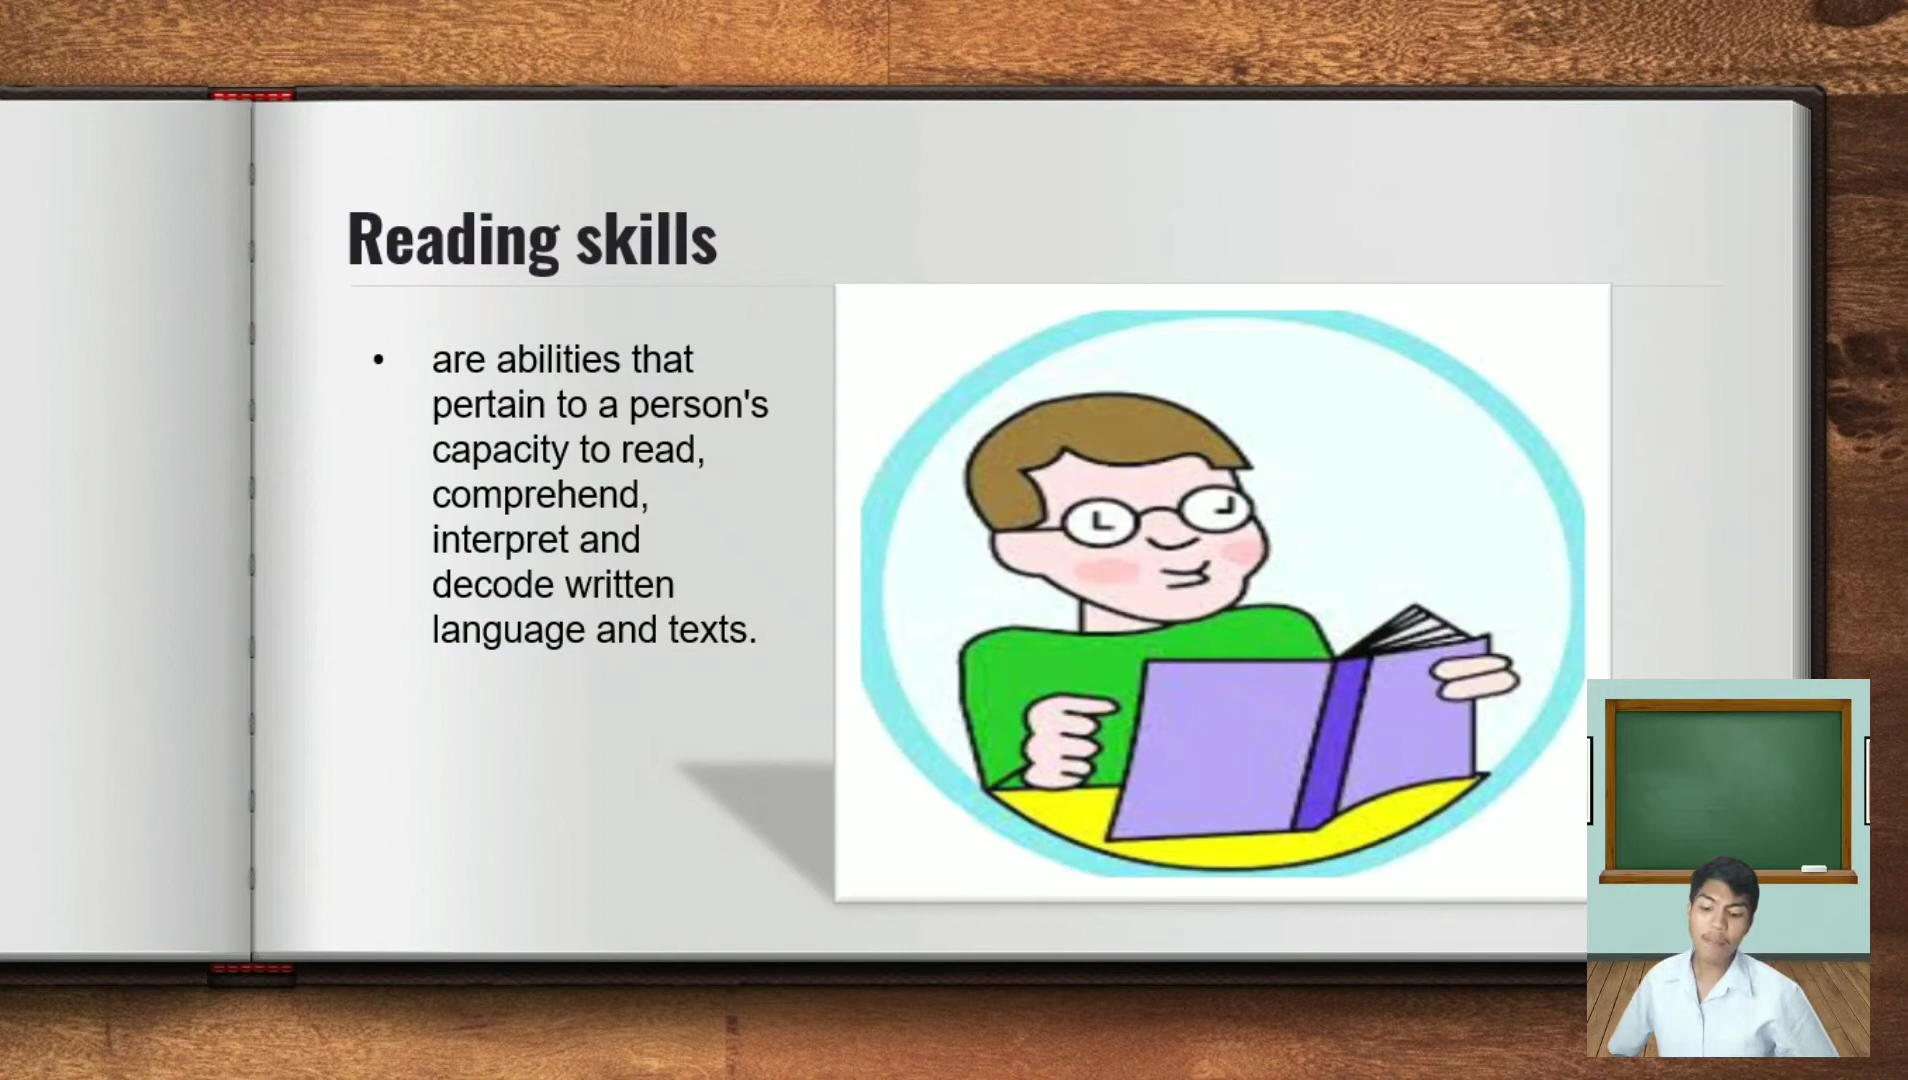 Reading skills
• are abilities that
pertain to a person's
capacity to read,
comprehend,
interpret and
decode written
language and texts.